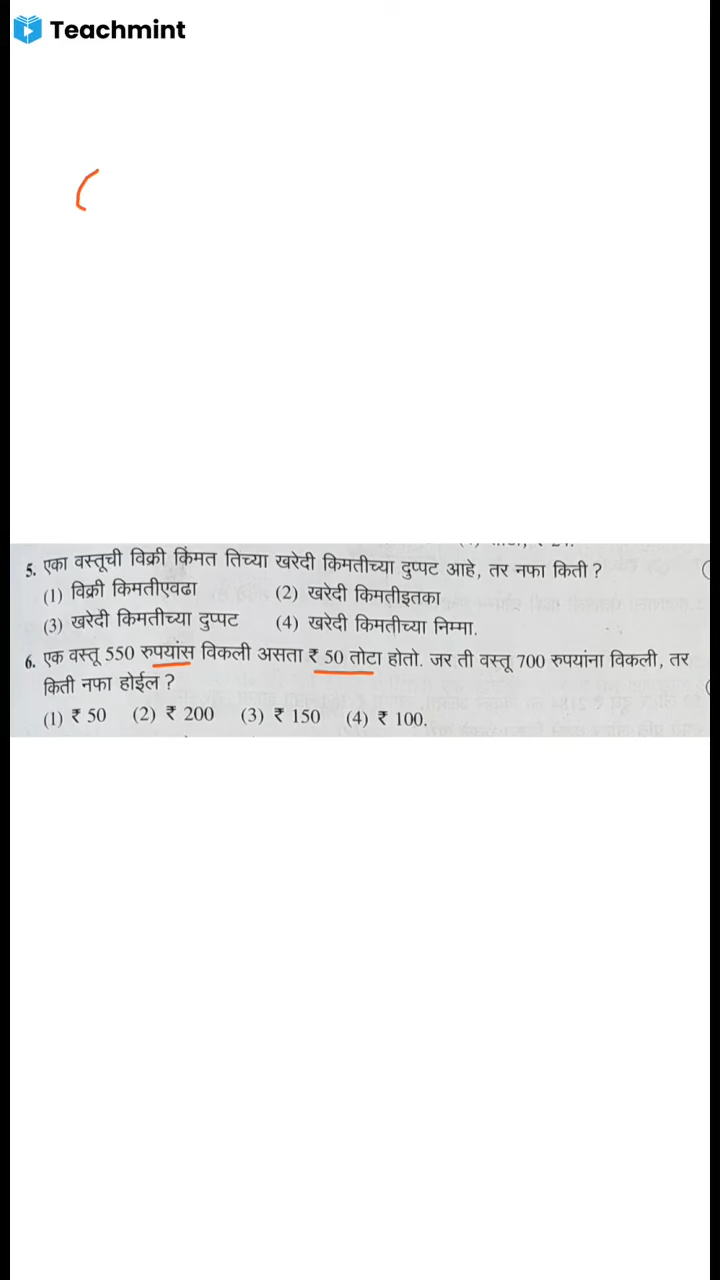 Teachmint
5. एका वस्तूची विक्री किंमत तिच्या खरेदी किमतीच्या दुप्पट आहे, तर नफा किती ?
(1) विक्री किमतीएवढा (2) खरेदी किमतीइतका
(3) खरेदी किमतीच्या दुप्पट (4) खरेदी किमतीच्या निम्मा.
6. एक वस्तू 550 रुपयांस विकली असता ₹ 50 तोटा होतो. जर ती वस्तू 700 रुपयांना विकली, तर
किती नफा होईल ?
(1) ₹ 50 (2) ₹ 200 (3) ₹ 150 (4) ₹ 100.